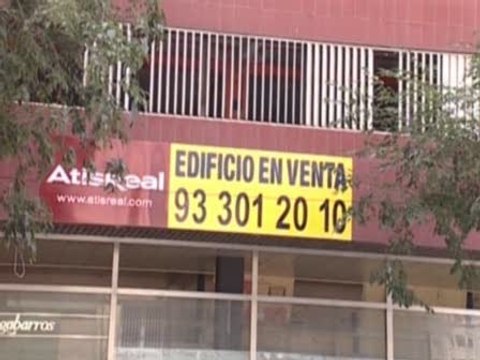 AtisReal
www.atisreal.com
EDIFICIO EN VENTA
93 301 20 10